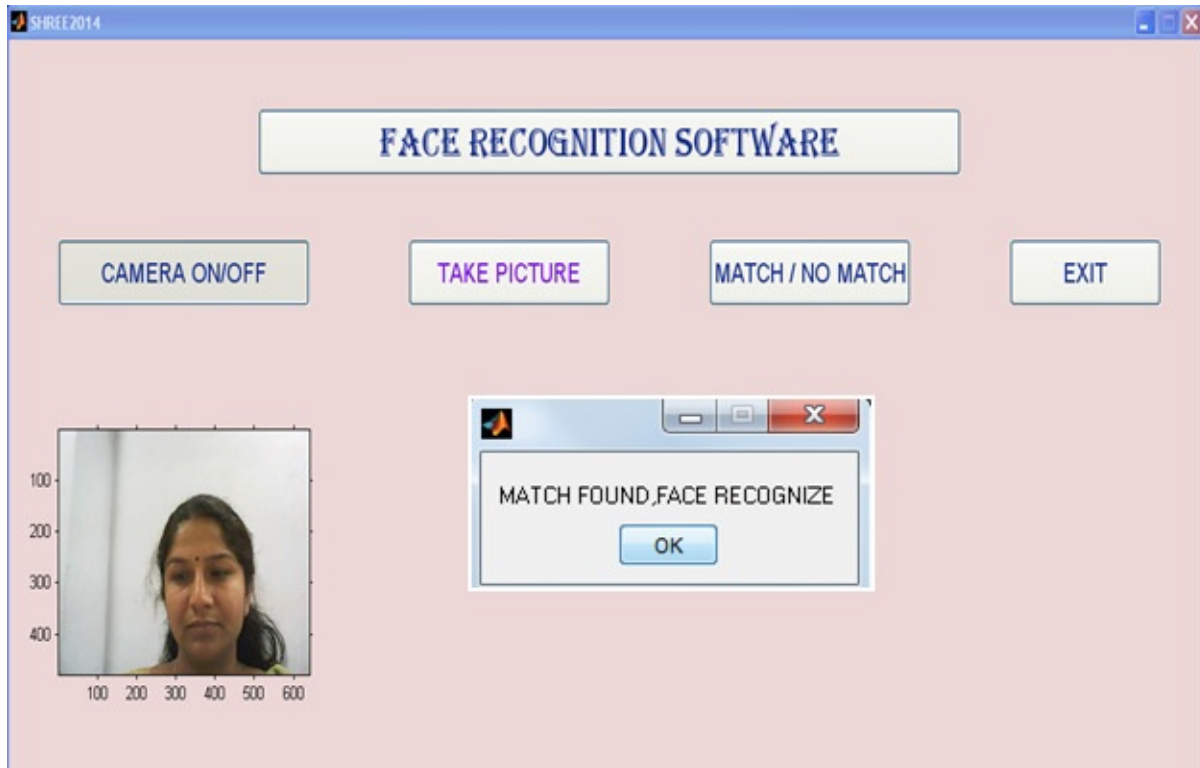 SHREE2014
FACE RECOGNITION SOFTWARE
CAMERA ON/OFF
TAKE PICTURE
MATCH / NO MATCH
EXIT
MATCH FOUND,FACE RECOGNIZE
OK
100
200
300
400
100 200 300 400 500 600